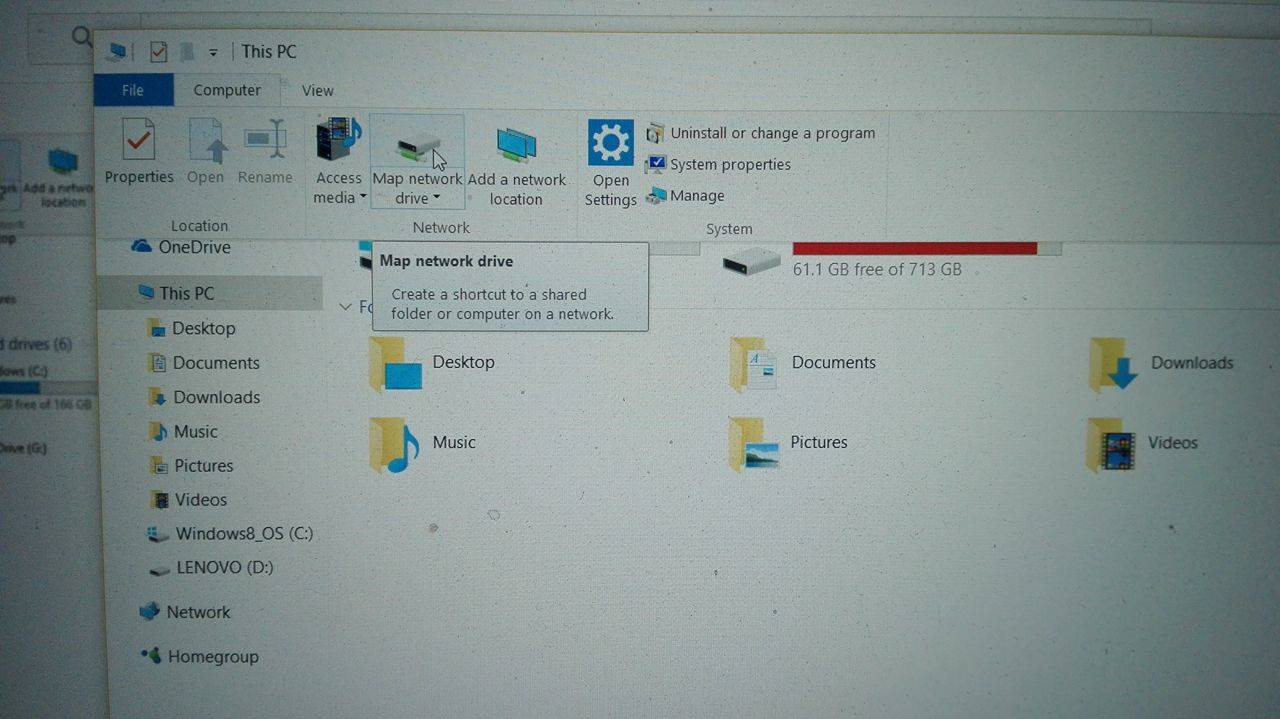 This PC
File
Computer
View
Properties
Open
Rename
Access
media
Map network
drive
Add a network
location
Open
Settings
Uninstall or change a program
System properties
Manage
Location
Network
System
Add a netwo
location
OneDrive
This PC
Desktop
Documents
Downloads
Music
Pictures
Videos
Windows8_OS (C:)
LENOVO (D:)
Network
Homegroup
Map network drive
Create a shortcut to a shared
folder or computer on a network.
61.1 GB free of 713 GB
Fo
Desktop
Documents
Downloads
Music
Pictures
Videos
d drives (6)
ows (C:)
GB free of 166 GB
Drive (G:)